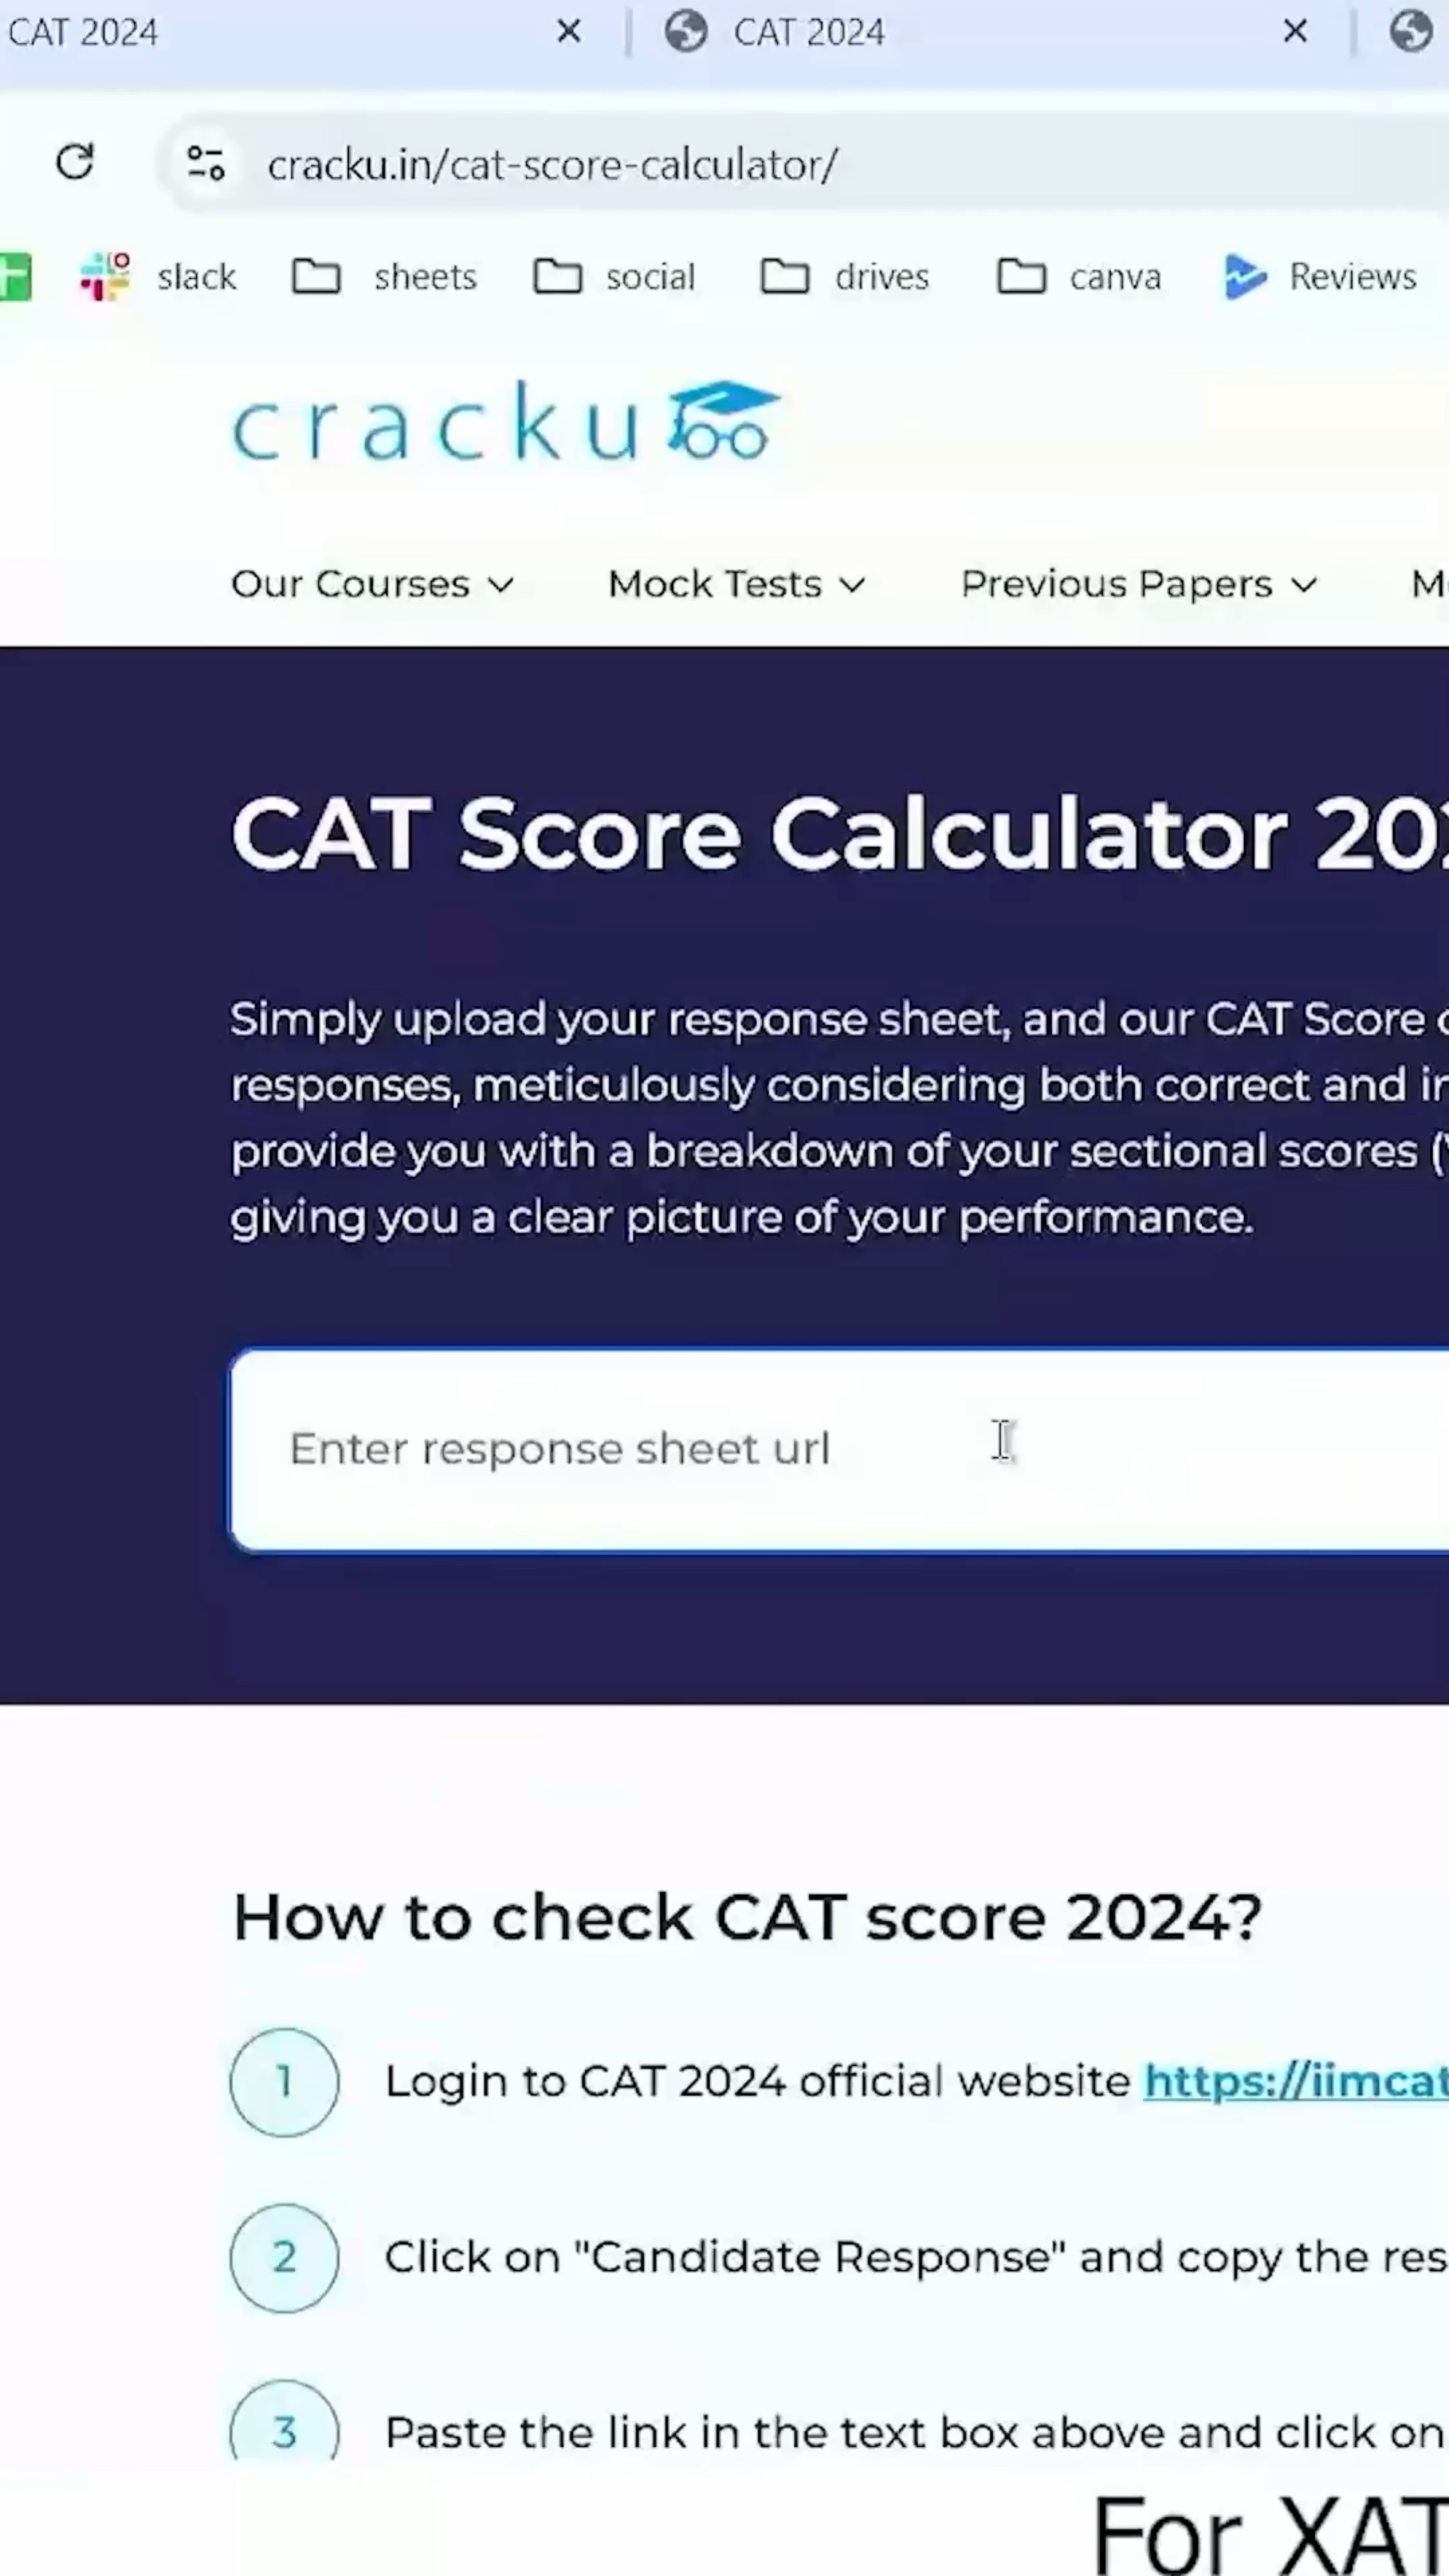 CAT 2024
CAT 2024
cracku.in/cat-score-calculator/
slack sheets social drives canva Reviews
cracku
Our Courses Mock Tests Previous Papers
CAT Score Calculator
Simply upload your response sheet, and our CAT Score
responses, meticulously considering both correct and
provide you with a breakdown of your sectional scores
giving you a clear picture of your performance.
Enter response sheet url
How to check CAT score 2024?
1 Login to CAT 2024 official website https://iimcat
2 Click on "Candidate Response" and copy the
3 Paste the link in the text box above and click on
For XAT